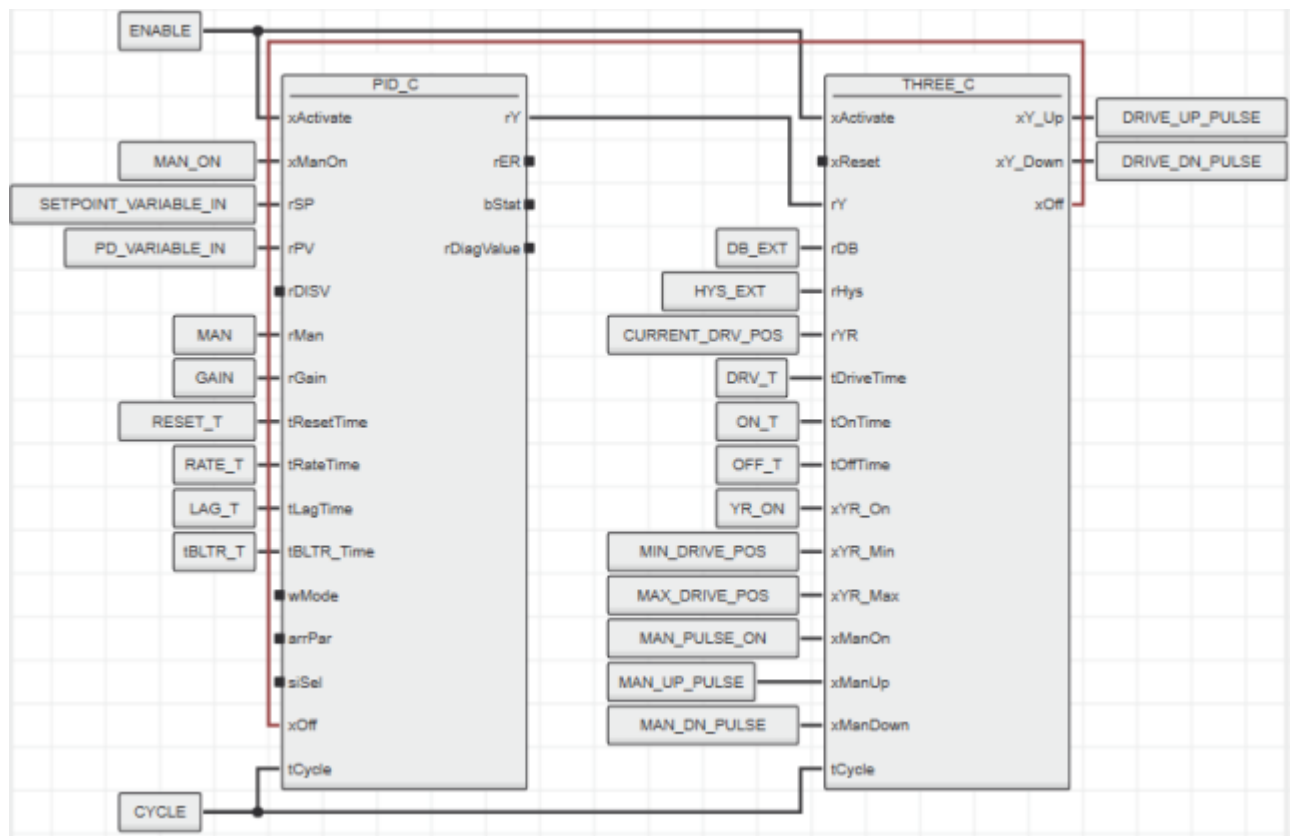 ENABLE
PID_C
xActivate
rY
MAN_ON
xManOn
rER
SETPOINT_VARIABLE_IN
rSP
bStat
PD_VARIABLE_IN
rPV
rDiagValue
rDISV
MAN
rMan
GAIN
rGain
RESET_T
tResetTime
RATE_T
tRateTime
LAG_T
tLagTime
tBLTR_T
tBLTR_Time
wMode
arrPar
siSel
xOff
tCycle
CYCLE
THREE_C
xActivate
xY_Up
DRIVE_UP_PULSE
xReset
xY_Down
DRIVE_DN_PULSE
rY
xOff
DB_EXT
rDB
HYS_EXT
rHys
CURRENT_DRV_POS
rYR
DRV_T
tDriveTime
ON_T
tOnTime
OFF_T
tOffTime
YR_ON
xYR_On
MIN_DRIVE_POS
xYR_Min
MAX_DRIVE_POS
xYR_Max
MAN_PULSE_ON
xManOn
MAN_UP_PULSE
xManUp
MAN_DN_PULSE
xManDown
tCycle